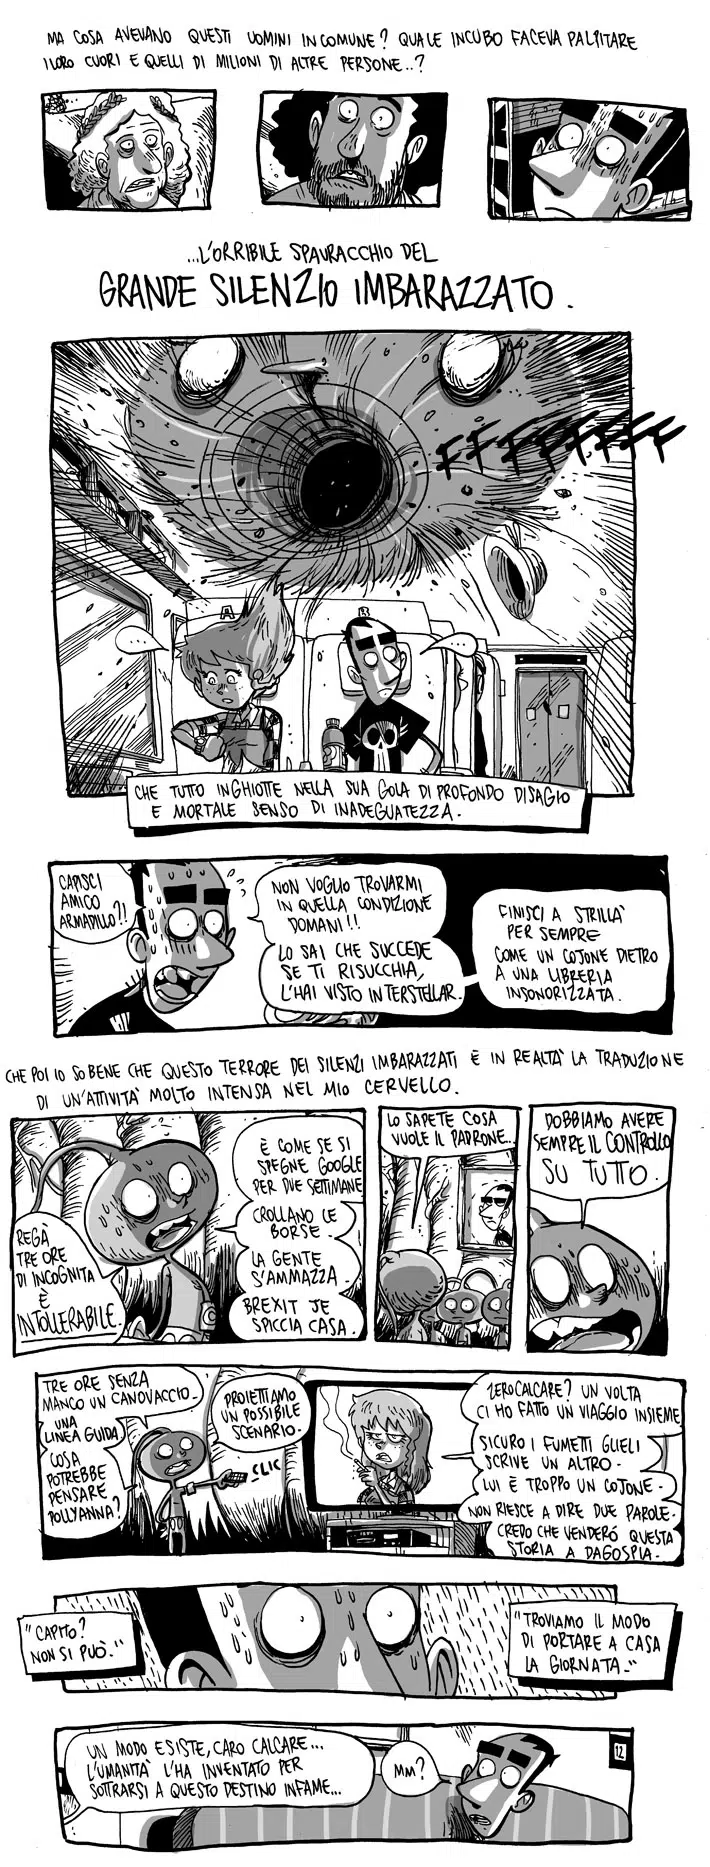 MA COSA AVEVANO QUESTI UOMINI IN COMUNE? QUALE INCUBO FACEVA PALPITARE
I LORO CUORI E QUELLI DI MILIONI DI ALTRE PERSONE..?
...L'ORRIBILE SPAURACCHIO DEL
GRANDE SILENZIO IMBARAZZATO.
FFFFFFFF
A
B
...
...
CHE TUTTO INGHIOTTE NELLA SUA GOLA DI PROFONDO DISAGIO
E MORTALE SENSO DI INADEGUATEZZA.
CAPISCI
AMICO
ARMADILLO?!
NON VOGLIO TROVARMI
IN QUELLA CONDIZIONE
DOMANI!!
LO SAI CHE SUCCEDE
SE TI RISUCCHIA,
L'HAI VISTO IN INTERSTELLAR.
FINISCI A STRILLÀ
PER SEMPRE
COME UN COJONE DIETRO
A UNA LIBRERIA
INSONORIZZATA.
CHE POI IO SO BENE CHE QUESTO TERRORE DEI SILENZI IMBARAZZATI È IN REALTÀ LA TRADUZIONE
DI UN'ATTIVITÀ MOLTO INTENSA NEL MIO CERVELLO.
REGÀ
TRE ORE
DI INCOGNITA
È
INTOLLERABILE.
È COME SE SI
SPEGNE GOOGLE
PER DUE SETTIMANE
CROLLANO LE
BORSE.
LA GENTE
S'AMMAZZA.
BREXIT JE
SPICCIA CASA.
LO SAPETE COSA
VUOLE IL PADRONE...
DOBBIAMO AVERE
SEMPRE IL CONTROLLO
SU TUTTO.
TRE ORE SENZA
MANCO UN CANOVACCIO..
UNA
LINEA GUIDA
COSA
POTREBBE
PENSARE
POLLYANNA?
PROIETTIAMO
UN POSSIBILE
SCENARIO.
CLIC
ZEROCALCARE? UN VOLTA
CI HO FATTO UN VIAGGIO INSIEME
SICURO I FUMETTI GLIELI
SCRIVE UN ALTRO.
LUI È TROPPO UN COJONE.
NON RIESCE A DIRE DUE PAROLE.
CREDO CHE VENDERÒ QUESTA
STORIA A DAGOSPIA.
"CAPITO?
NON SI PUÒ."
"TROVIAMO IL MODO
DI PORTARE A CASA
LA GIORNATA.."
UN MODO ESISTE, CARO CALCARE...
L'UMANITÀ L'HA INVENTATO PER
SOTTRARSI A QUESTO DESTINO INFAME...
MM?
12